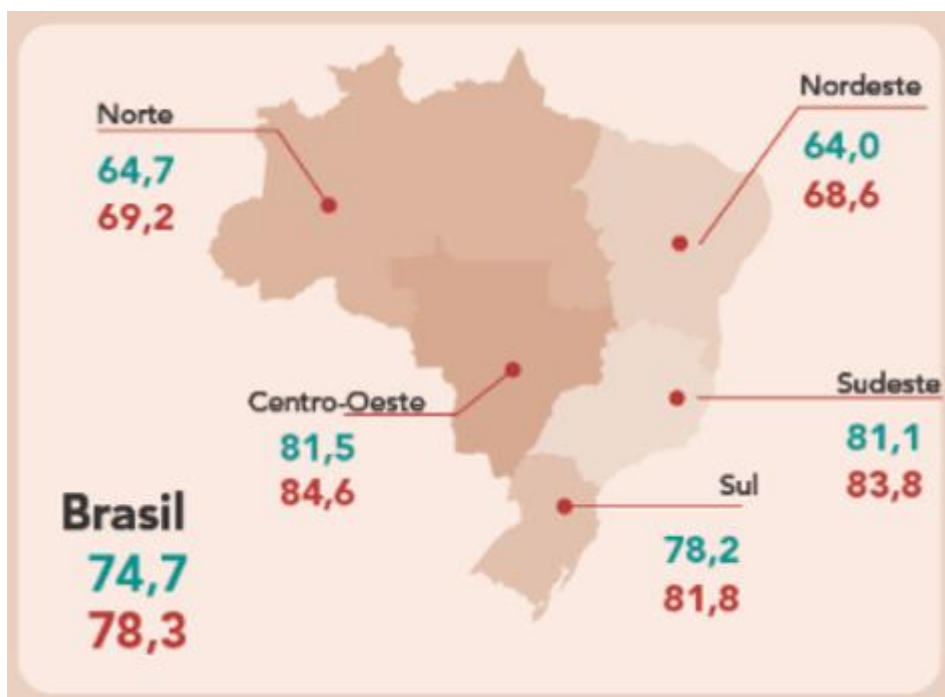 Norte
64,7
69,2
Nordeste
64,0
68,6
Centro-Oeste
81,5
84,6
Sudeste
81,1
83,8
Sul
78,2
81,8
Brasil
74,7
78,3